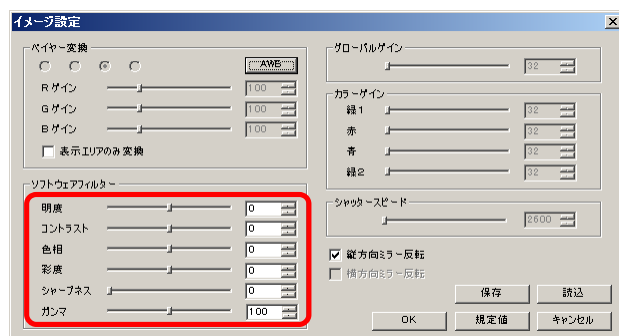 イメージ設定
ベイヤー変換
AWB
Rゲイン 100
Gゲイン 100
Bゲイン 100
表示エリアのみ変換
ソフトウェアフィルター
明度 0
コントラスト 0
色相 0
彩度 0
シャープネス 0
ガンマ 100
グローバルゲイン
32
カラーゲイン
緑1 32
赤 32
青 32
緑2 32
シャッタースピード
2600
縦方向ミラー反転
横方向ミラー反転
保存 読込
OK 規定値 キャンセル